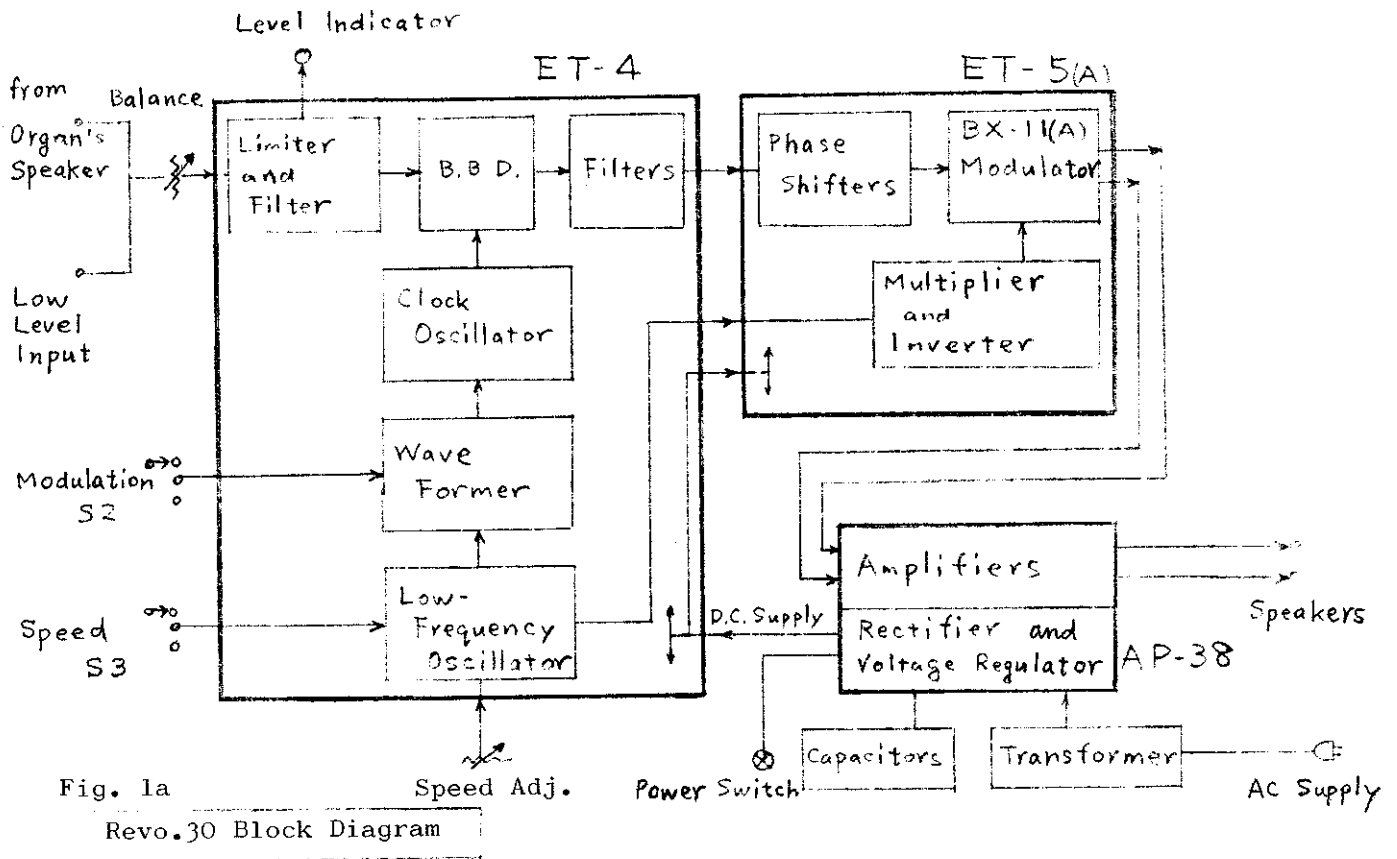 Level Indicator
ET-4
ET-5(A)
from
Organ's
Speaker
Balance
Limiter
and
Filter
B.B.D.
Filters
Phase
Shifters
BX-11(A)
Modulator
Low
Level
Input
Clock
Oscillator
Multiplier
and
Inverter
Modulation
S2
Wave
Former
Speed
S3
Low-
Frequency
Oscillator
D.C. Supply
Amplifiers
Rectifier and
Voltage Regulator
AP-38
Speakers
Speed Adj.
Power Switch
Capacitors
Transformer
AC Supply
Fig. 1a
Revo.30 Block Diagram